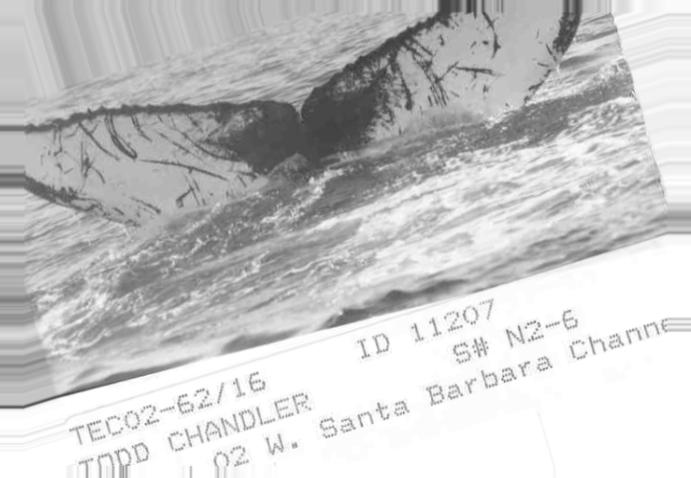 TEC02-62/16 ID 11207
TODD CHANDLER S# N2-6
02 W. Santa Barbara Channe